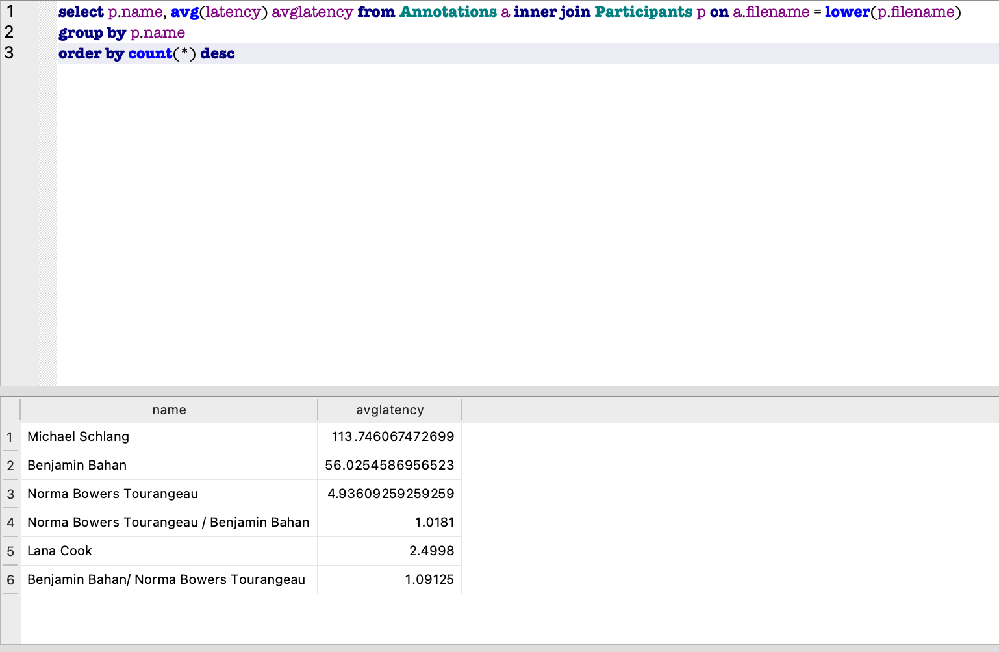 1 select p.name, avg(latency) avglatency from Annotations a inner join Participants p on a.filename = lower(p.filename)
2 group by p.name
3 order by count(*) desc
name avglatency
1 Michael Schlang 113.746067472699
2 Benjamin Bahan 56.0254586956523
3 Norma Bowers Tourangeau 4.93609259259259
4 Norma Bowers Tourangeau / Benjamin Bahan 1.0181
5 Lana Cook 2.4998
6 Benjamin Bahan/ Norma Bowers Tourangeau 1.09125